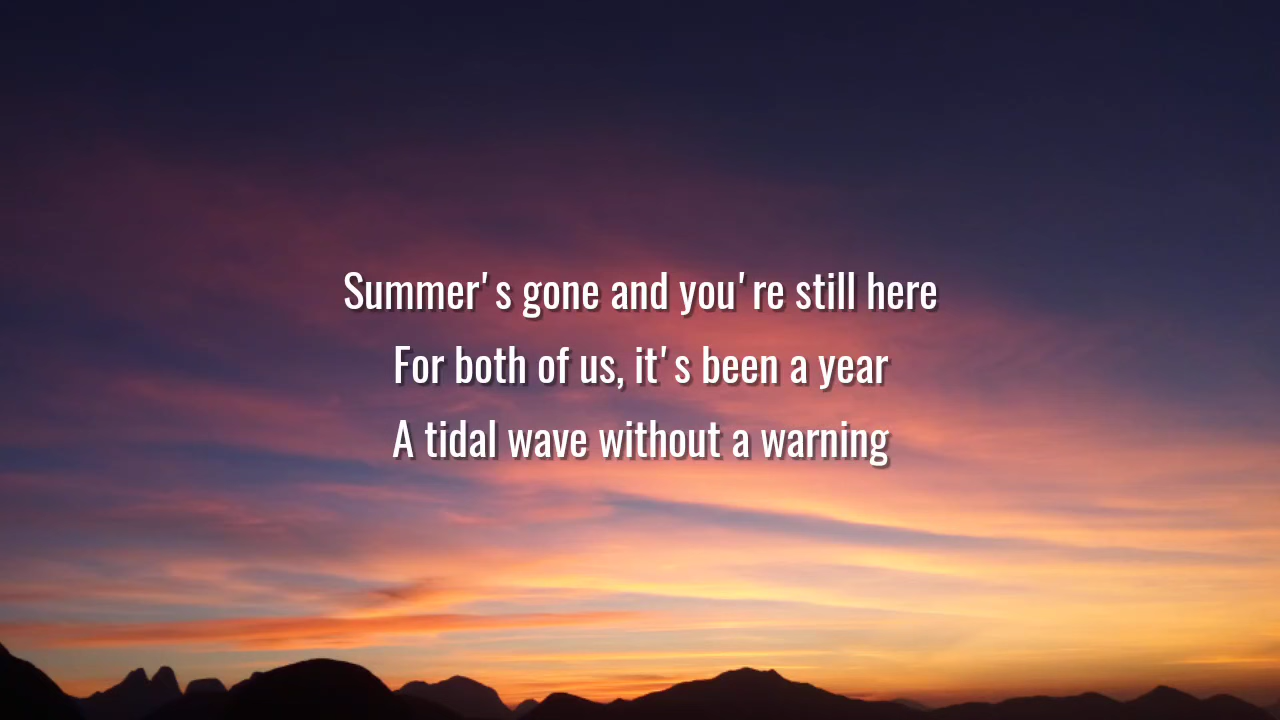 Summer's gone and you're still here
For both of us, it's been a year
A tidal wave without a warning